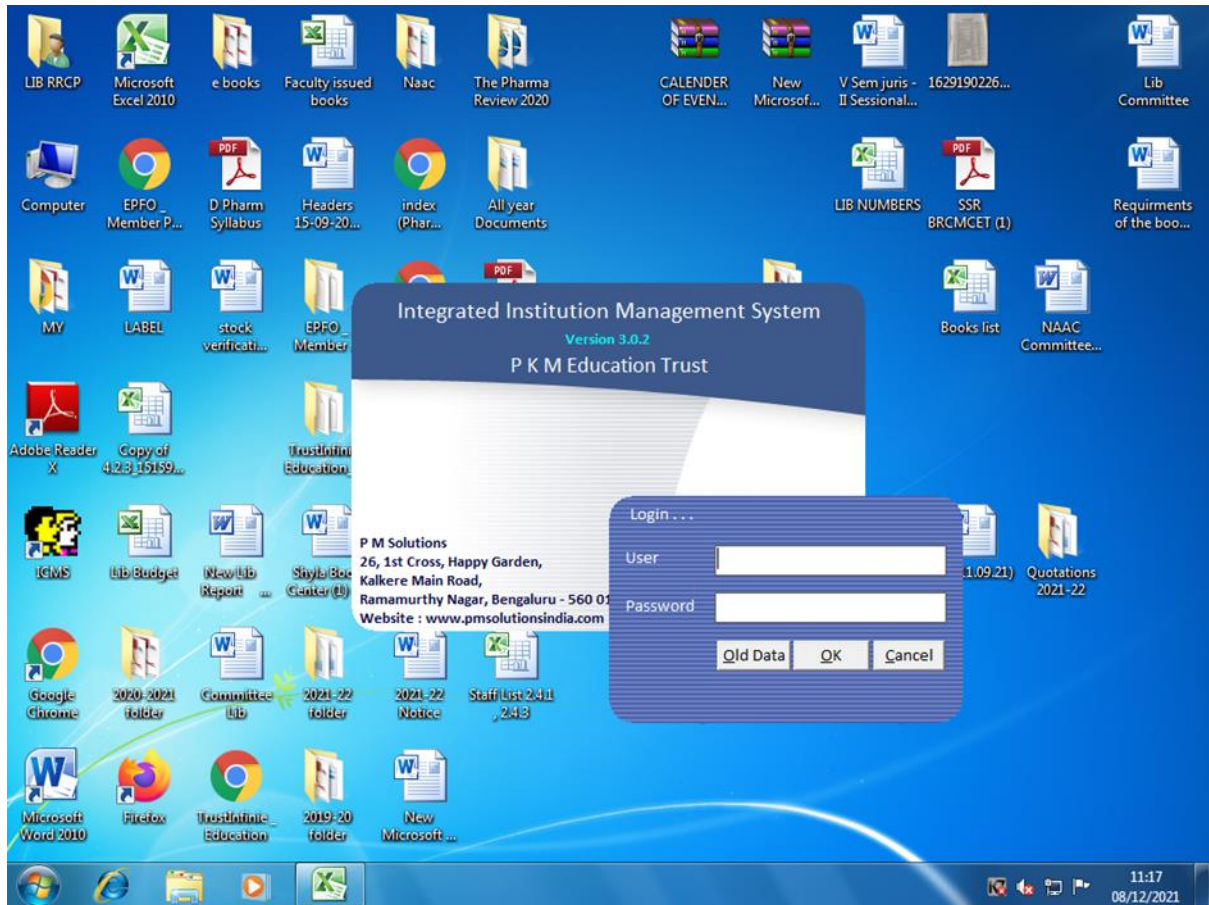 LIB RRCP
Microsoft
Excel 2010
e books
Faculty issued
books
Naac
The Pharma
Review 2020
CALENDER
OF EVEN...
New
Microsof...
V Sem juris -
II Sessional...
1629190226...
Lib
Committee
Computer
EPFO_
Member P...
PDF
D Pharm
Syllabus
Headers
15-09-20...
index
(Phar...
All year
Documents
LIB NUMBERS
PDF
SSR
BRCMCET (1)
Requirments
of the boo...
MY
LABEL
stock
verificati...
EPFO_
Member
PDF
Books list
NAAC
Committee...
Integrated Institution Management System
Version 3.0.2
P K M Education Trust
Adobe Reader
X
Copy of
4.2.3_15159...
TrustInfini
Education_
ICMS
Lib Budget
New Lib
Report ...
Shylb Boo
Center (1)
P M Solutions
26, 1st Cross, Happy Garden,
Kalkere Main Road,
Ramamurthy Nagar, Bengaluru - 560 01
Website : www.pmsolutionsindia.com
Login . . .
User
Password
Old Data
OK
Cancel
1.09.21)
Quotations
2021-22
Google
Chrome
2020-2021
folder
Committee
Lib
2021-22
folder
2021-22
Notice
Staff List 2.4.1
, 2.4.3
Microsoft
Word 2010
Firefox
TrustInfinie_
Education
2019-20
folder
New
Microsoft ...
11:17
08/12/2021